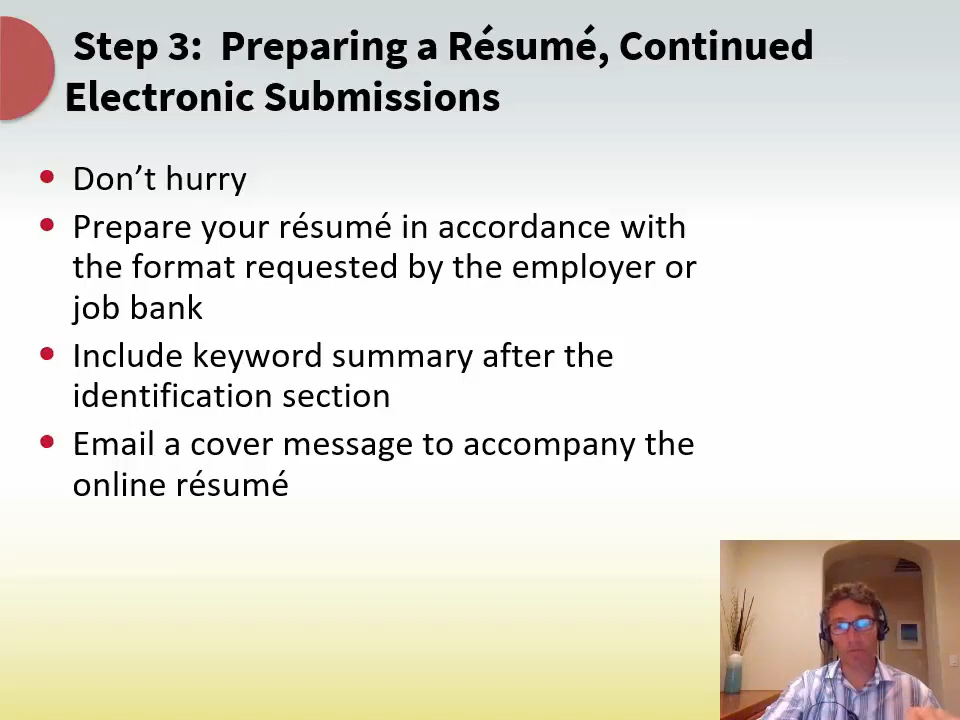 Step 3:  Preparing a Résumé, Continued
Electronic Submissions
Don’t hurry
Prepare your résumé in accordance with
the format requested by the employer or
job bank
Include keyword summary after the
identification section
Email a cover message to accompany the
online résumé